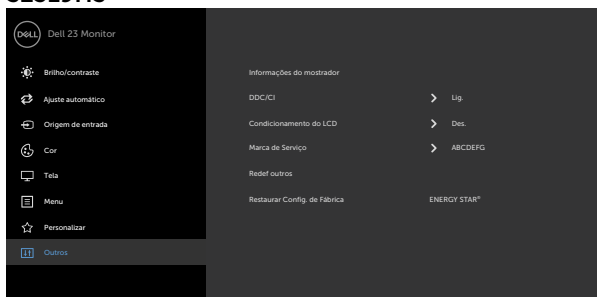 DELL Dell 23 Monitor
Brilho/contraste
Ajuste automático
Origem de entrada
Cor
Tela
Menu
Personalizar
Outros
Informações do mostrador
DDC/CI Lig.
Condicionamento do LCD Des.
Marca de Serviço ABCDEFG
Redef outros
Restaurar Config. de Fábrica ENERGY STAR®